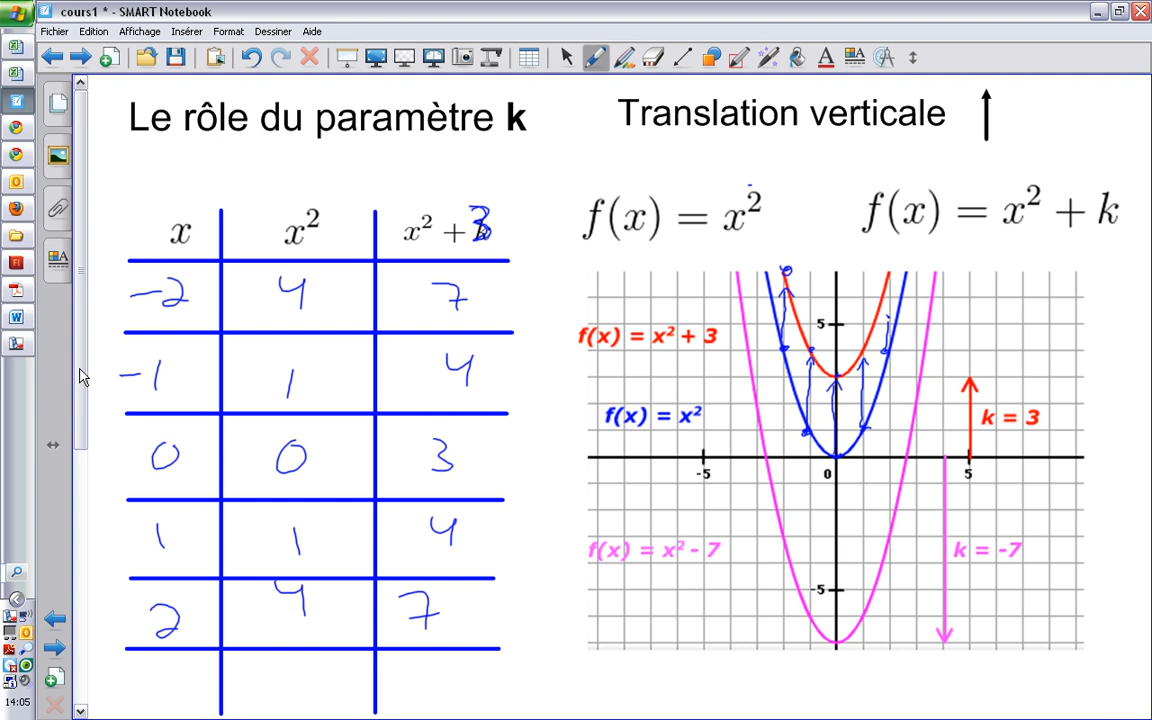 cours1 * - SMART Notebook
Fichier Edition Affichage Insérer Format Dessiner Aide
Le rôle du paramètre k
Translation verticale
x x² x² + 3
-2 4 7
-1 1 4
0 0 3
1 1 4
2 4 7
f(x) = x² f(x) = x² + k
f(x) = x² + 3
f(x) = x²
f(x) = x² - 7
5
-5 0 5
-5
k = 3
k = -7
14:05